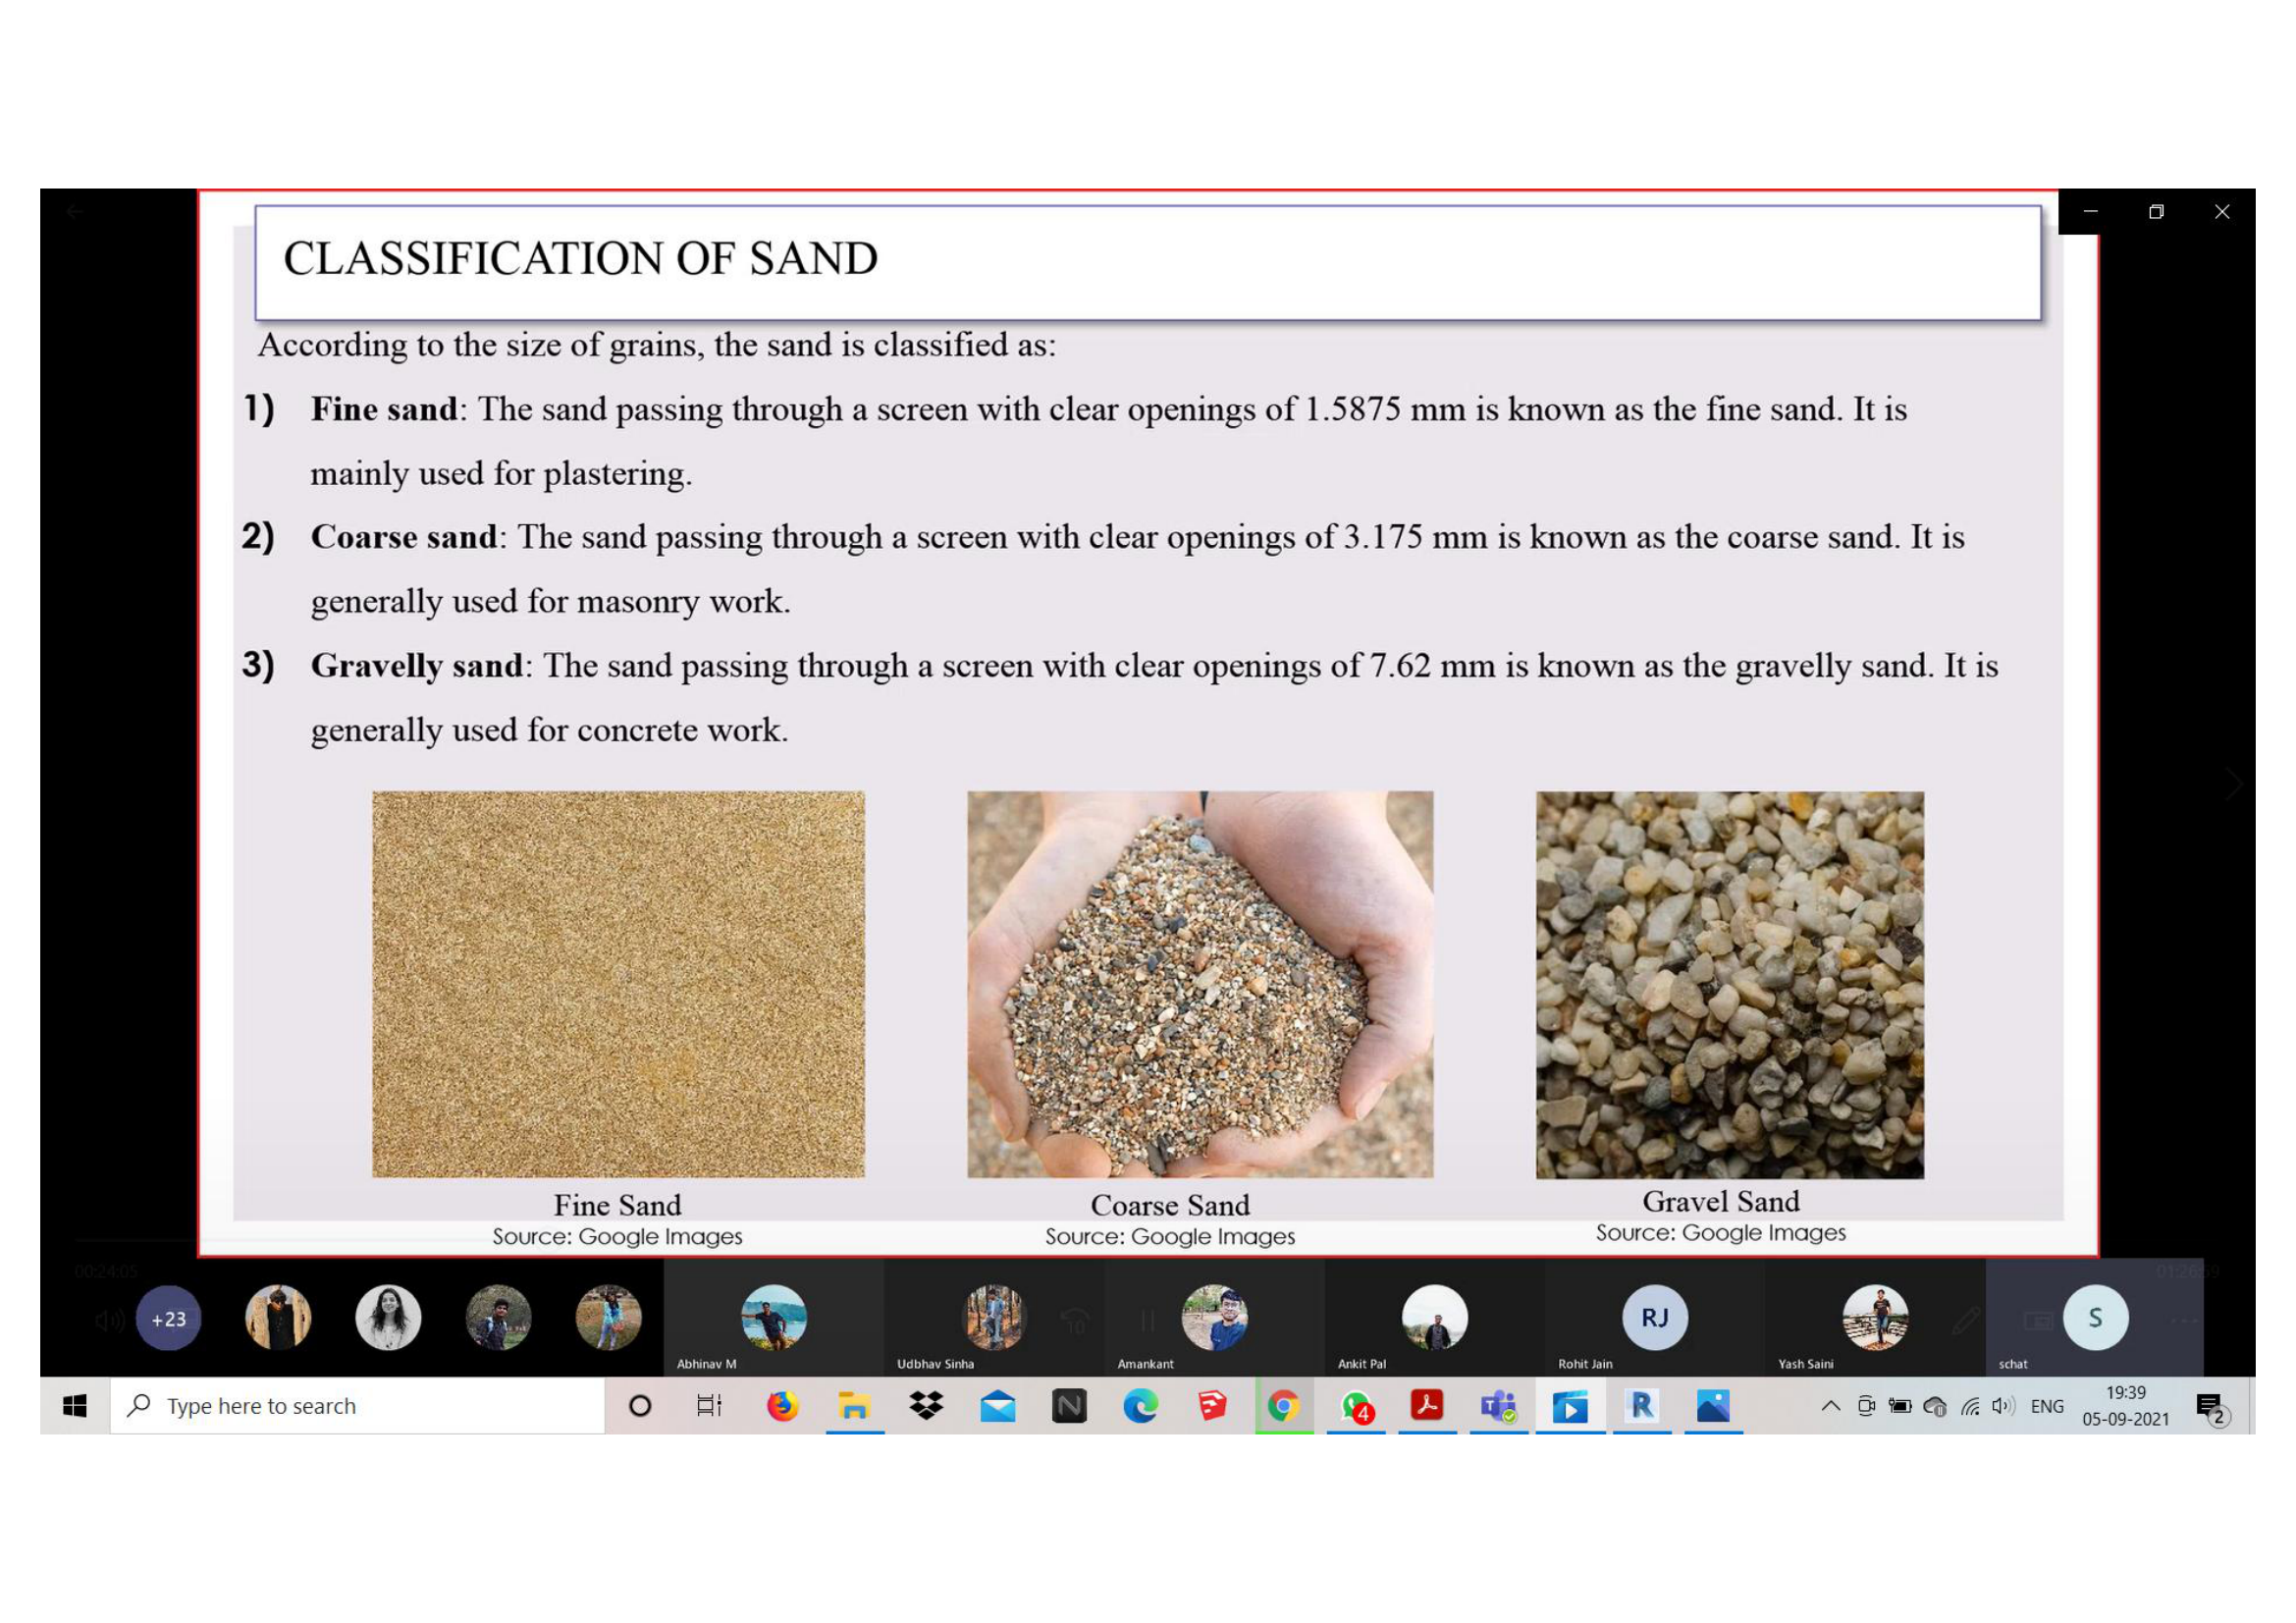 CLASSIFICATION OF SAND
According to the size of grains, the sand is classified as:
1) Fine sand: The sand passing through a screen with clear openings of 1.5875 mm is known as the fine sand. It is
mainly used for plastering.
2) Coarse sand: The sand passing through a screen with clear openings of 3.175 mm is known as the coarse sand. It is
generally used for masonry work.
3) Gravelly sand: The sand passing through a screen with clear openings of 7.62 mm is known as the gravelly sand. It is
generally used for concrete work.
Fine Sand
Source: Google Images
Coarse Sand
Source: Google Images
Gravel Sand
Source: Google Images
00:24:05
+23
10
RJ
S
Abhinav M
Udbhav Sinha
Amankant
Ankit Pal
Rohit Jain
Yash Saini
schat
Type here to search
N
4
T
R
ENG
19:39
05-09-2021
2